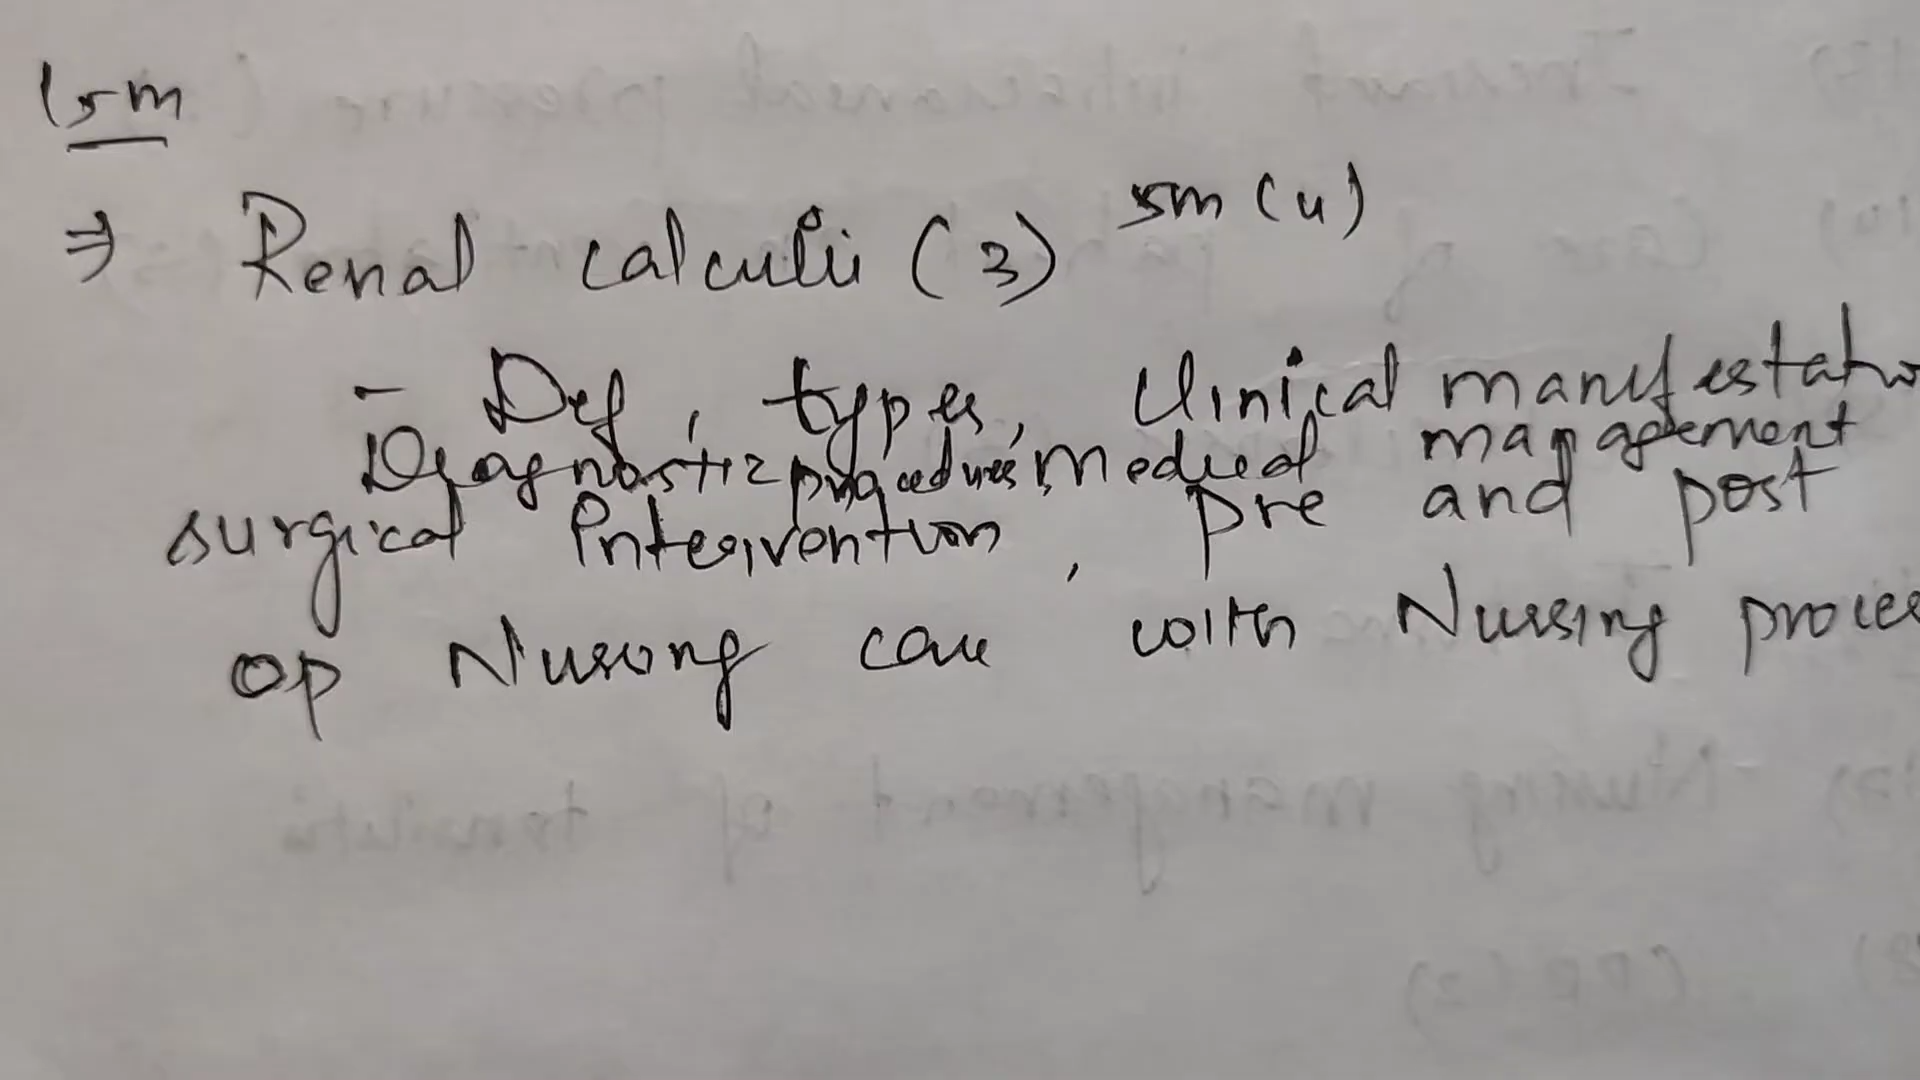 15m
⇒ Renal calculi (3) 5m (4)
- Def, types, Clinical manifestatio
Diagnostic procedures, Medical management
surgical Intervention, pre and post
op Nursing care with Nursing proces